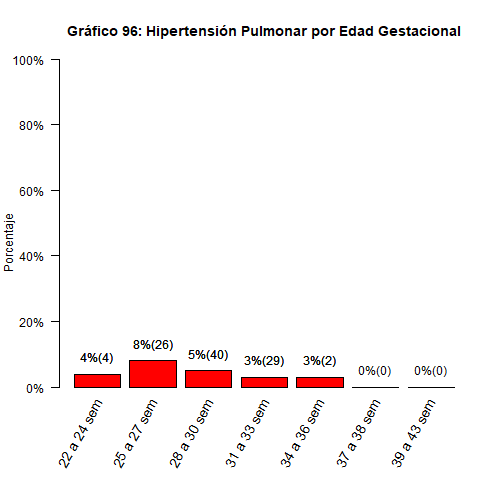 Gráfico 96: Hipertensión Pulmonar por Edad Gestacional
100%
80%
60%
40%
20%
0%
Porcentaje
4%(4)
8%(26)
5%(40)
3%(29)
3%(2)
0%(0)
0%(0)
22 a 24 sem
25 a 27 sem
28 a 30 sem
31 a 33 sem
34 a 36 sem
37 a 38 sem
39 a 43 sem